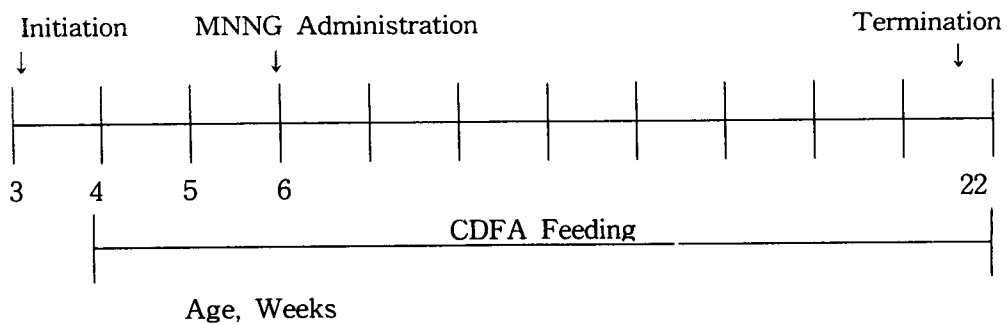 Initiation MNNG Administration Termination
↓ ↓ ↓
3 4 5 6 22
CDFA Feeding
Age, Weeks